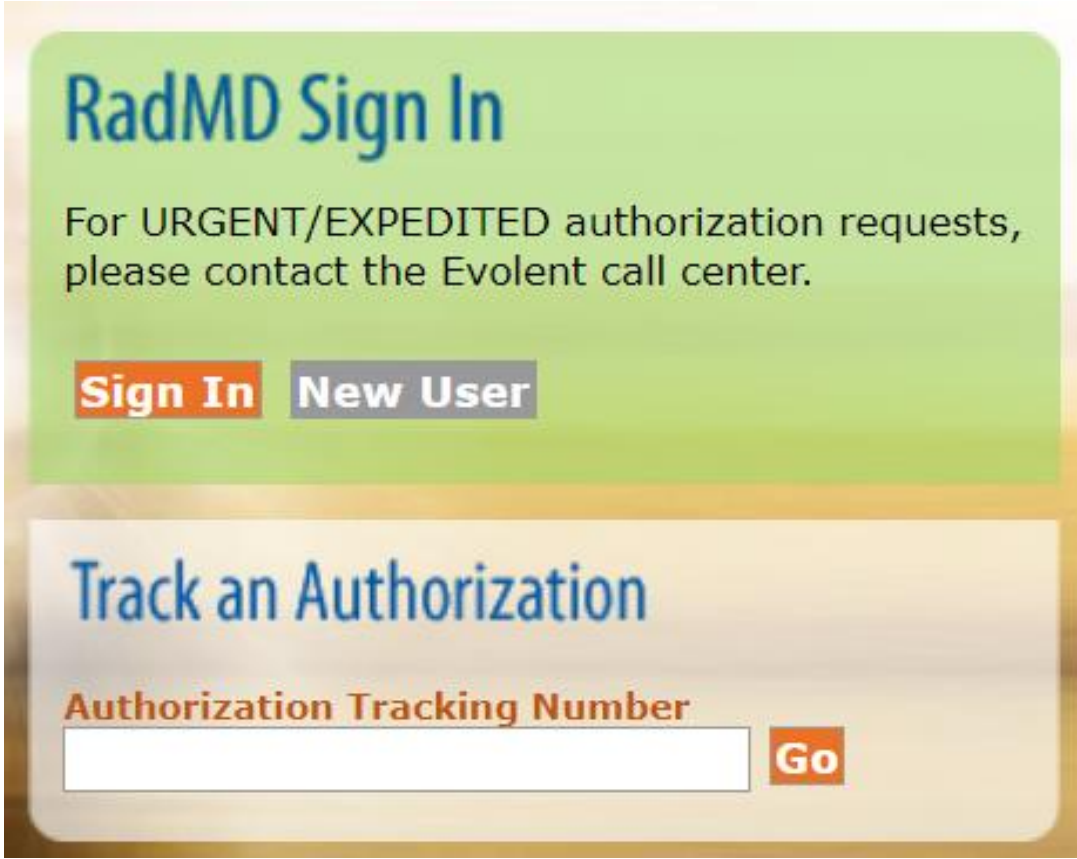 RadMD Sign In
For URGENT/EXPEDITED authorization requests,
please contact the Evolent call center.
Sign In New User
Track an Authorization
Authorization Tracking Number
Go